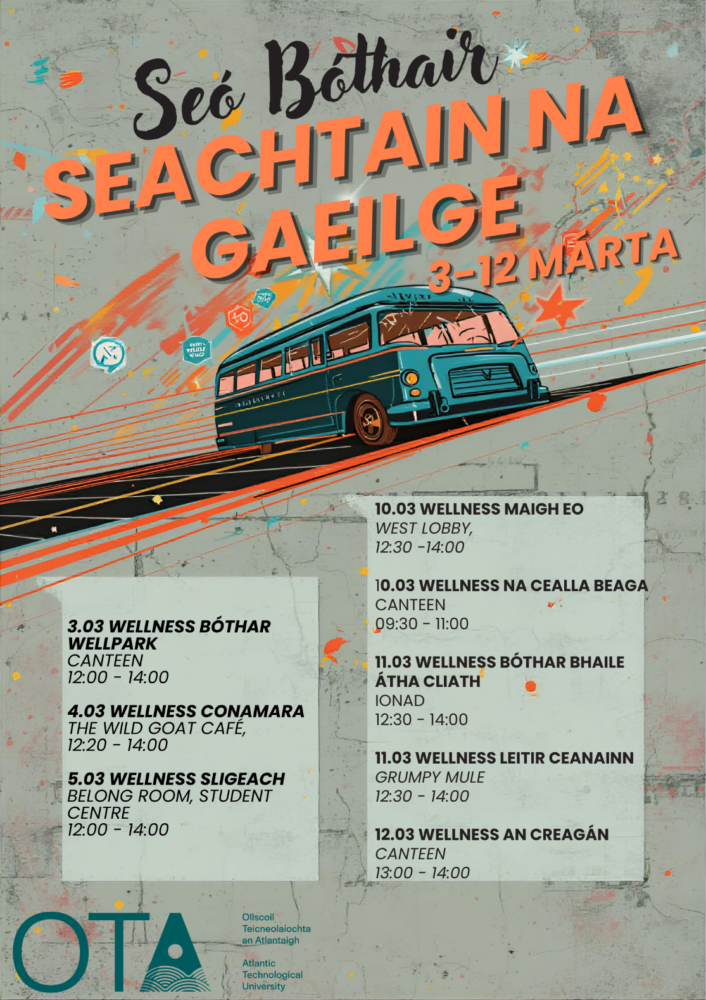 Seó Bóthair
SEACHTAIN NA
GAEILGE
3-12 MÁRTA
3.03 WELLNESS BÓTHAR
WELLPARK
CANTEEN
12:00 - 14:00
4.03 WELLNESS CONAMARA
THE WILD GOAT CAFÉ,
12:20 - 14:00
5.03 WELLNESS SLIGEACH
BELONG ROOM, STUDENT
CENTRE
12:00 - 14:00
10.03 WELLNESS MAIGH EO
WEST LOBBY,
12:30 -14:00
10.03 WELLNESS NA CEALLA BEAGA
CANTEEN
09:30 - 11:00
11.03 WELLNESS BÓTHAR BHAILE
ÁTHA CLIATH
IONAD
12:30 - 14:00
11.03 WELLNESS LEITIR CEANAINN
GRUMPY MULE
12:30 - 14:00
12.03 WELLNESS AN CREAGÁN
CANTEEN
13:00 - 14:00
OTA
Ollscoil
Teicneolaíochta
an Atlantaigh
Atlantic
Technological
University